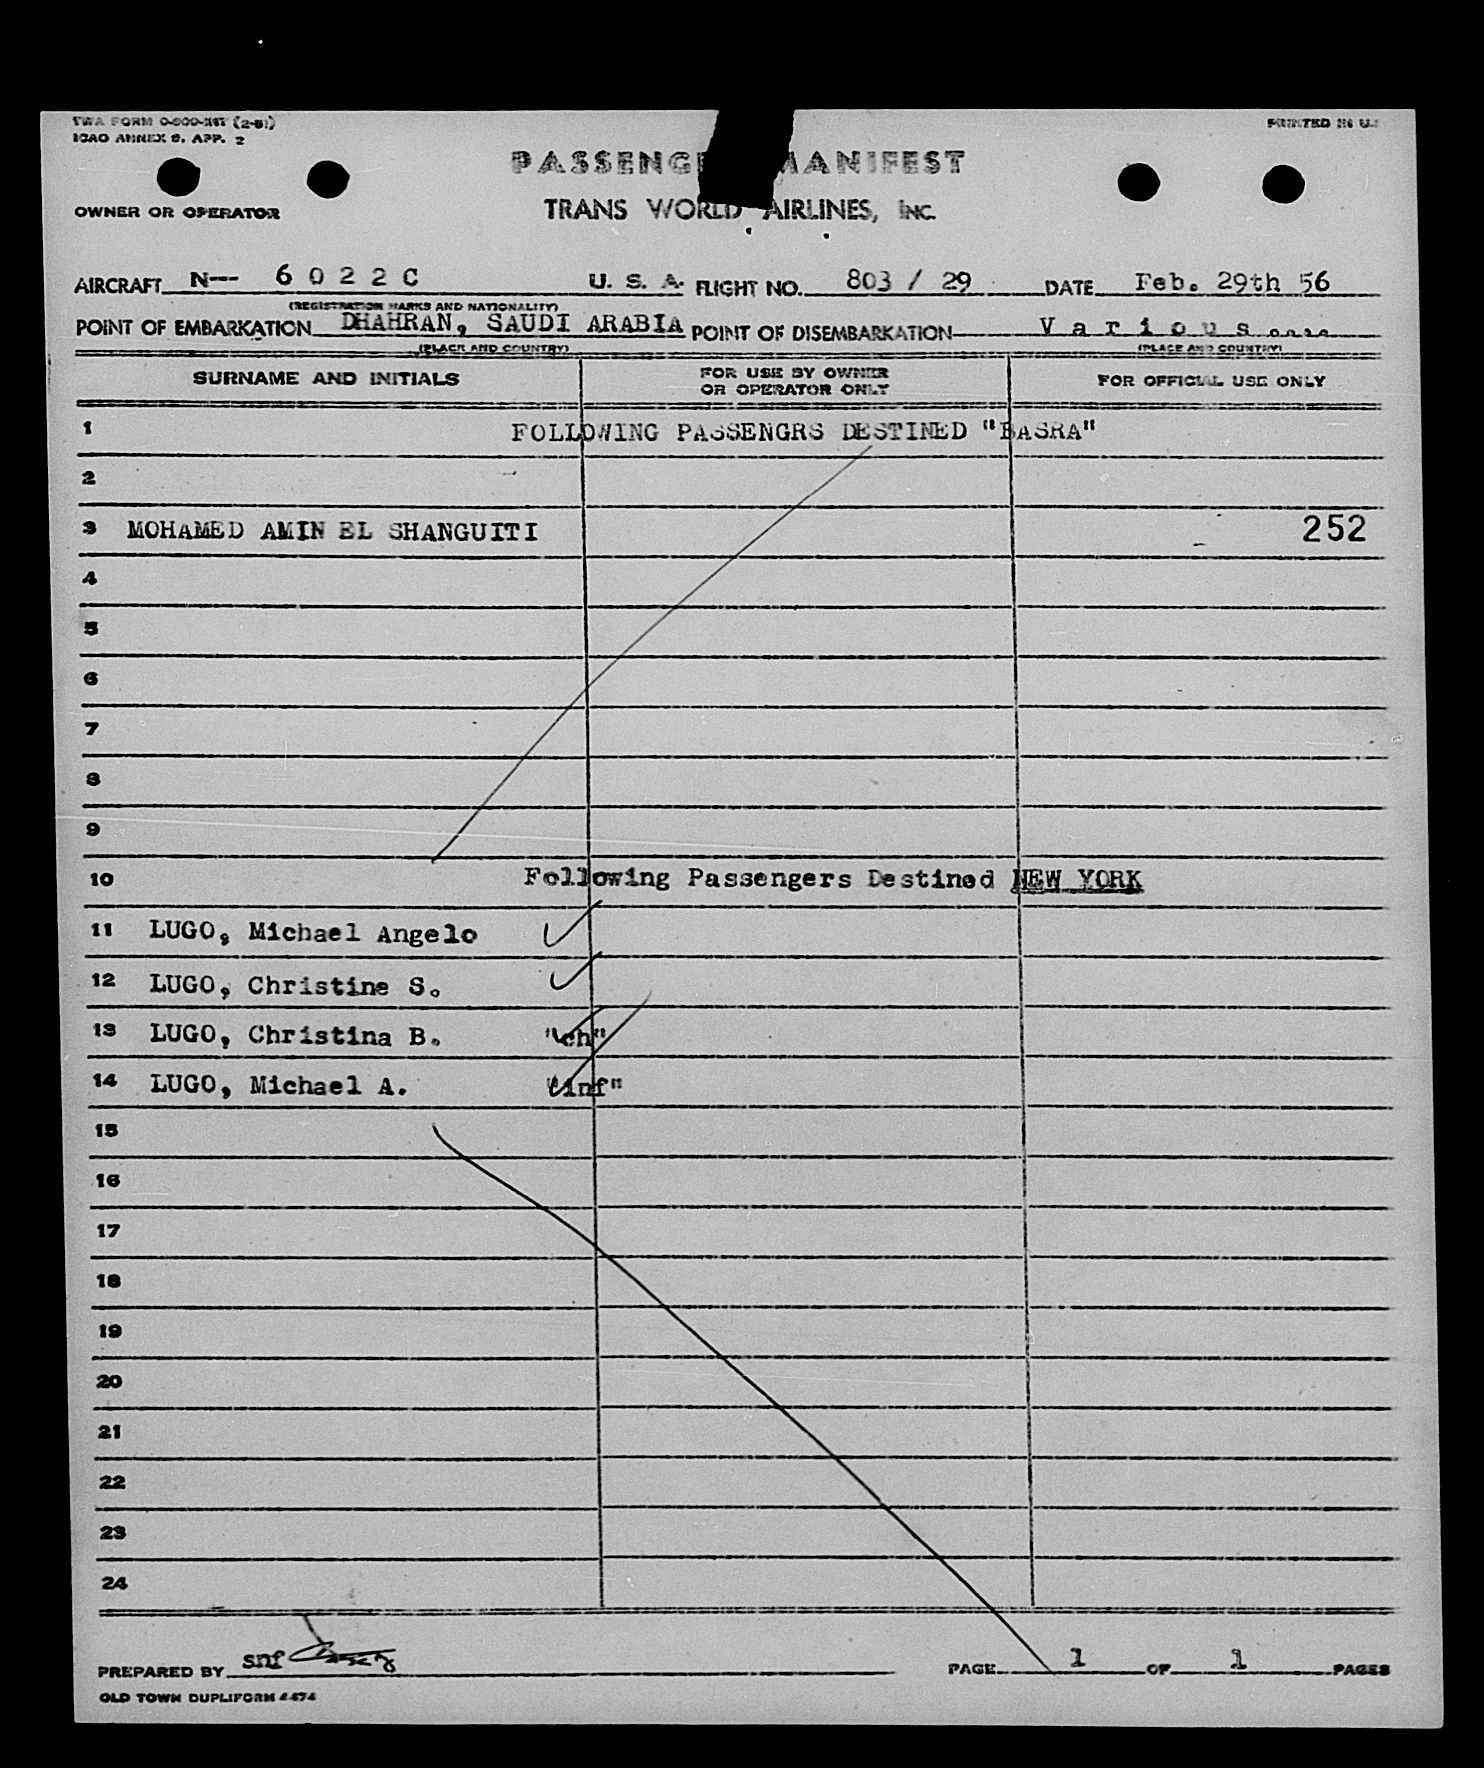 TWA FORM (2-51)
ICAO ANNEX 9. APP. 2
PRINTED IN U.S.
PASSENGE MANIFEST
OWNER OR OPERATOR
TRANS WORLD AIRLINES, INC.
AIRCRAFT N-- 6 0 2 2 C U. S. A. FLIGHT NO. 803 / 29 DATE Feb. 29th 56
(REGISTRATION MARKS AND NATIONALITY)
POINT OF EMBARKATION DHAHRAN, SAUDI ARABIA POINT OF DISEMBARKATION V a r i o u s
(PLACE AND COUNTRY) (PLACE AND COUNTRY)
SURNAME AND INITIALS FOR USE BY OWNER OR OPERATOR ONLY FOR OFFICIAL USE ONLY
1 FOLLOWING PASSENGRS DESTINED "BASRA"
2
3 MOHAMED AMIN EL SHANGUITI 252
4
5
6
7
8
9
10 Following Passengers Destined NEW YORK
11 LUGO, Michael Angelo
12 LUGO, Christine S.
13 LUGO, Christina B. "ch"
14 LUGO, Michael A. "inf"
15
16
17
18
19
20
21
22
23
24
PREPARED BY snf PAGE 1 OF 1 PAGES
OLD TOWN DUPLIFORM 4474